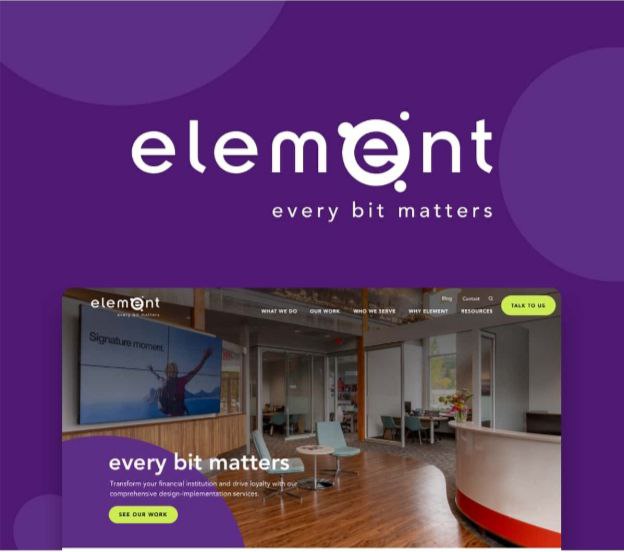 element
every bit matters
element
every bit matters
Blog Contact
TALK TO US
WHAT WE DO OUR WORK WHO WE SERVE WHY ELEMENT RESOURCES
Signature moment.
every bit matters
Transform your financial institution and drive loyalty with our
comprehensive design-implementation services.
SEE OUR WORK